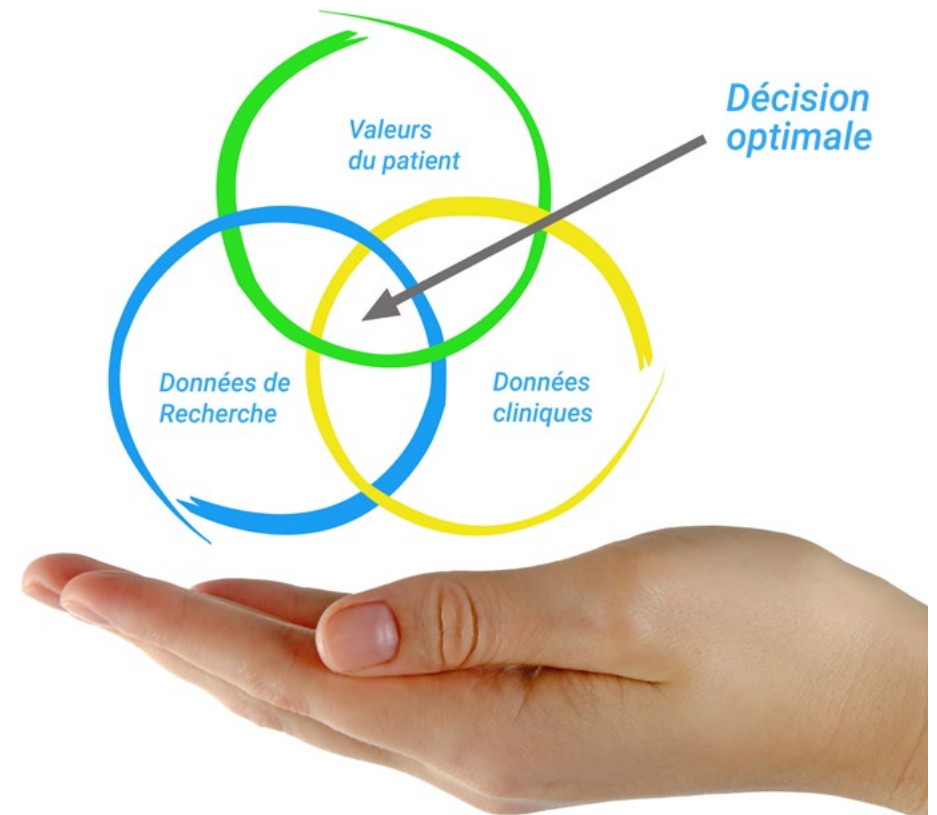 Valeurs
du patient
Décision
optimale
Données de
Recherche
Données
cliniques